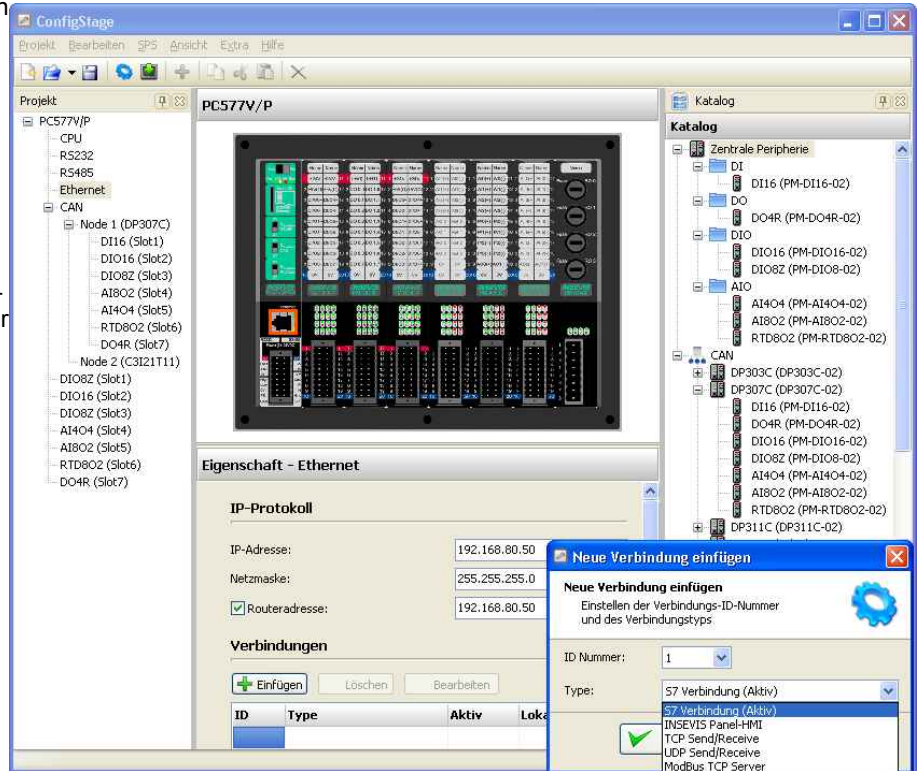 n
r
r
ConfigStage
Projekt Bearbeiten SPS Ansicht Extra Hilfe
Projekt
PC577V/P
CPU
RS232
RS485
Ethernet
CAN
Node 1 (DP307C)
DI16 (Slot1)
DIO16 (Slot2)
DIO8Z (Slot3)
AI8O2 (Slot4)
AI4O4 (Slot5)
RTD8O2 (Slot6)
DO4R (Slot7)
Node 2 (C3I21T11)
DIO8Z (Slot1)
DIO16 (Slot2)
DIO8Z (Slot3)
AI4O4 (Slot4)
AI8O2 (Slot5)
RTD8O2 (Slot6)
DO4R (Slot7)
PC577V/P
Eigenschaft - Ethernet
IP-Protokoll
IP-Adresse: 192.168.80.50
Netzmaske: 255.255.255.0
Routeradresse: 192.168.80.50
Verbindungen
Einfügen Löschen Bearbeiten
ID Type Aktiv Loka
Katalog
Katalog
Zentrale Peripherie
DI
DI16 (PM-DI16-02)
DO
DO4R (PM-DO4R-02)
DIO
DIO16 (PM-DIO16-02)
DIO8Z (PM-DIO8-02)
AIO
AI4O4 (PM-AI4O4-02)
AI8O2 (PM-AI8O2-02)
RTD8O2 (PM-RTD8O2-02)
CAN
DP303C (DP303C-02)
DP307C (DP307C-02)
DI16 (PM-DI16-02)
DO4R (PM-DO4R-02)
DIO16 (PM-DIO16-02)
DIO8Z (PM-DIO8-02)
AI4O4 (PM-AI4O4-02)
AI8O2 (PM-AI8O2-02)
RTD8O2 (PM-RTD8O2-02)
DP311C (DP311C-02)
Neue Verbindung einfügen
Neue Verbindung einfügen
Einstellen der Verbindungs-ID-Nummer
und des Verbindungstyps
ID Nummer: 1
Type: S7 Verbindung (Aktiv)
S7 Verbindung (Aktiv)
INSEVIS Panel-HMI
TCP Send/Receive
UDP Send/Receive
ModBus TCP Server